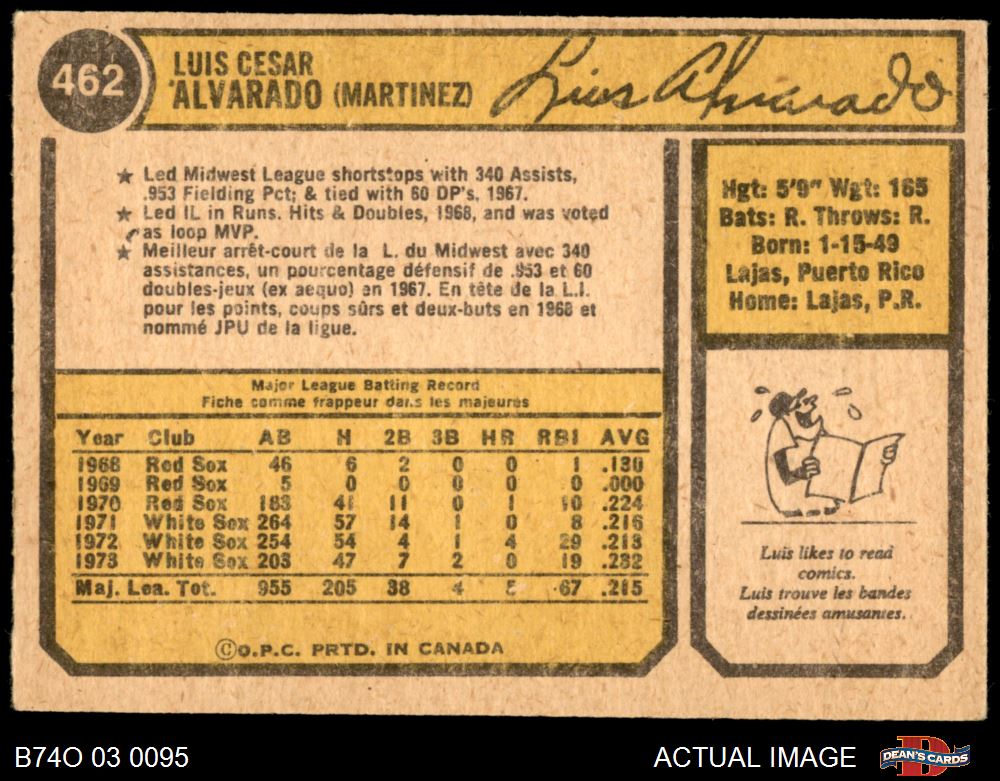 462
LUIS CESAR
ALVARADO (MARTINEZ)
Luis Alvarado
★ Led Midwest League shortstops with 340 Assists,
.953 Fielding Pct; & tied with 60 DP's, 1967.
★ Led IL in Runs. Hits & Doubles, 1968, and was voted
as loop MVP.
★ Meilleur arrêt-court de la L. du Midwest avec 340
assistances, un pourcentage défensif de .953 et 60
doubles-jeux (ex aequo) en 1967. En tête de la L.I.
pour les points, coups sûrs et deux-buts en 1968 et
nommé JPU de la ligue.
Hgt: 5'9" Wgt: 165
Bats: R. Throws: R.
Born: 1-15-49
Lajas, Puerto Rico
Home: Lajas, P.R.
Major League Batting Record
Fiche comme frappeur dans les majeures
Year Club AB H 2B 3B HR RBI AVG
1968 Red Sox 46 6 2 0 0 1 .130
1969 Red Sox 5 0 0 0 0 0 .000
1970 Red Sox 183 41 11 0 1 10 .224
1971 White Sox 264 57 14 1 0 8 .216
1972 White Sox 254 54 4 1 4 29 .213
1973 White Sox 203 47 7 2 0 19 .232
Maj. Lea. Tot. 955 205 38 4 5 67 .215
©O.P.C. PRTD. IN CANADA
Luis likes to read
comics.
Luis trouve les bandes
dessinées amusantes.
B74O 03 0095
ACTUAL IMAGE
DEAN'S CARDS